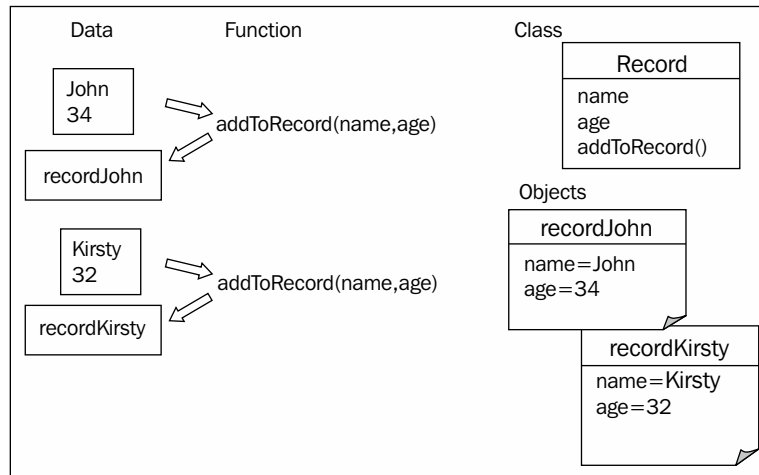 Data
Function
Class
John
34
addToRecord(name,age)
recordJohn
Kirsty
32
addToRecord(name,age)
recordKirsty
Record
name
age
addToRecord()
Objects
recordJohn
name=John
age=34
recordKirsty
name=Kirsty
age=32